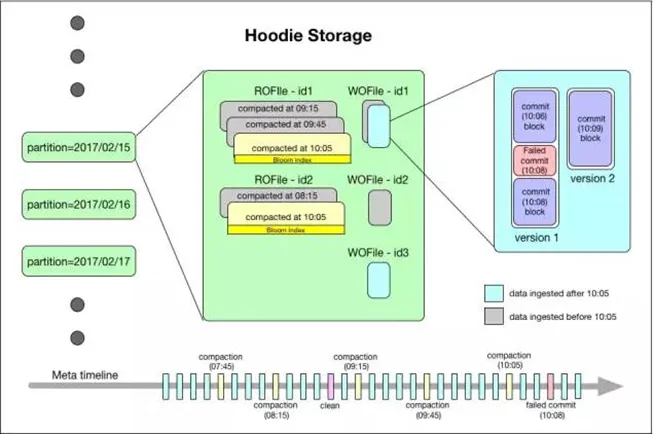 Hoodie Storage
ROFIle - id1
WOFile - id1
compacted at 09:15
compacted at 09:45
compacted at 10:05
Bloom index
ROFile - id2
WOFile - id2
compacted at 08:15
compacted at 10:05
Bloom index
WOFile - id3
partition=2017/02/15
partition=2017/02/16
partition=2017/02/17
commit
(10:06)
block
Failed
commit
(10:08)
commit
(10:08)
block
version 1
commit
(10:09)
block
version 2
data ingested after 10:05
data ingested before 10:05
Meta timeline
compaction
(07:45)
compaction
(08:15)
clean
compaction
(09:15)
compaction
(09:45)
compaction
(10:05)
failed commit
(10:08)